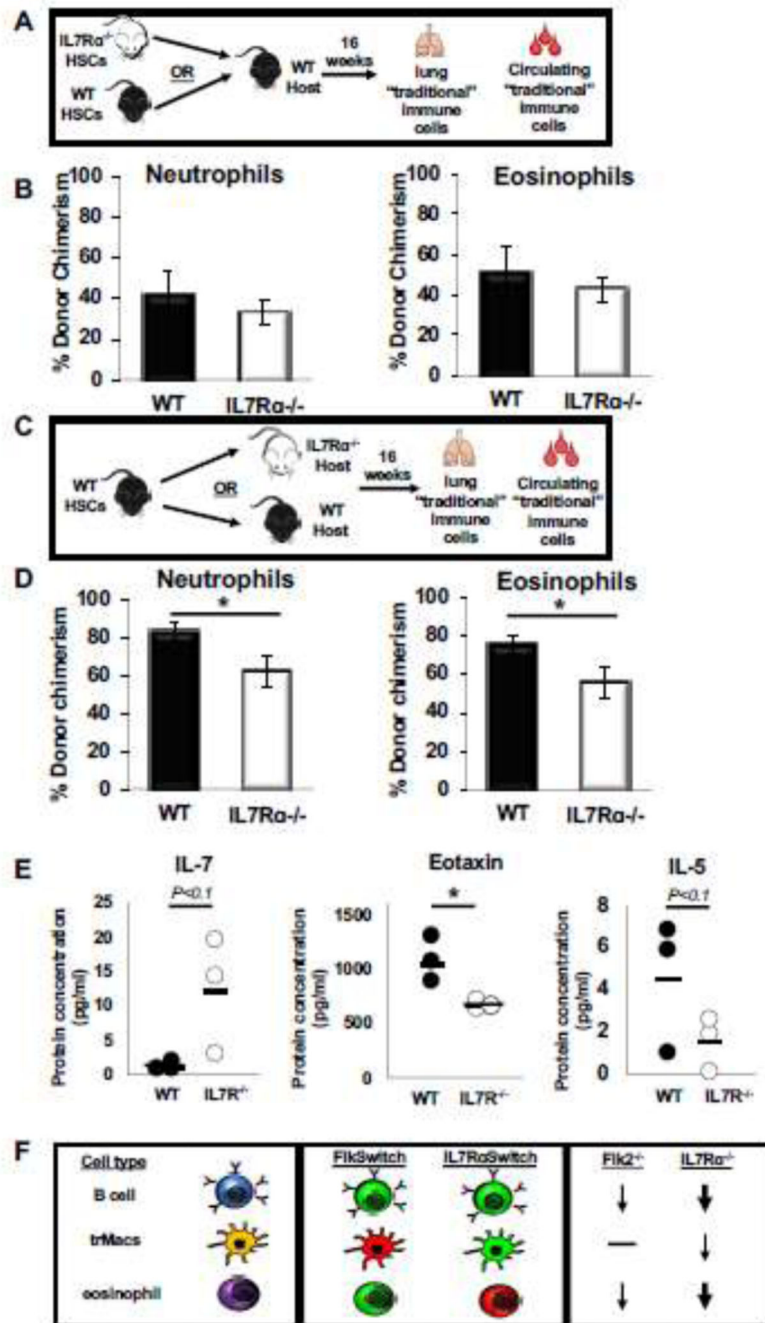 A
IL7Rα-/-
HSCs
OR
WT
HSCs
WT
Host
16
weeks
lung
"traditional"
immune
cells
Circulating
"traditional"
immune
cells
B
Neutrophils
% Donor Chimerism
100
80
60
40
20
0
WT
IL7Rα-/-
Eosinophils
% Donor Chimerism
100
80
60
40
20
0
WT
IL7Rα-/-
C
WT
HSCs
OR
IL7Rα-/-
Host
WT
Host
16
weeks
lung
"traditional"
immune
cells
Circulating
"traditional"
immune
cells
D
Neutrophils
% Donor chimerism
100
80
60
40
20
0
*
WT
IL7Rα-/-
Eosinophils
% Donor chimerism
100
80
60
40
20
0
*
WT
IL7Rα-/-
E
IL-7
P<0.1
Protein concentration
(pg/ml)
25
20
15
10
5
0
WT
IL7R-/-
Eotaxin
*
Protein concentration
(pg/ml)
1500
1000
500
0
WT
IL7R-/-
IL-5
P<0.1
Protein concentration
(pg/ml)
8
6
4
2
0
WT
IL7R-/-
F
Cell type
FlkSwitch
IL7RαSwitch
Flk2-/-
IL7Rα-/-
B cell
trMacs
eosinophil